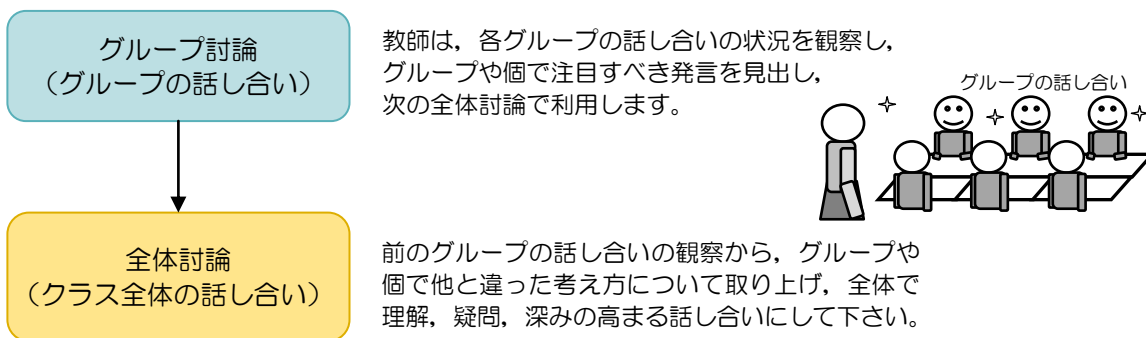 グループ討論
（グループの話し合い）
教師は，各グループの話し合いの状況を観察し，
グループや個で注目すべき発言を見出し，
次の全体討論で利用します。
グループの話し合い
全体討論
（クラス全体の話し合い）
前のグループの話し合いの観察から，グループや
個で他と違った考え方について取り上げ，全体で
理解，疑問，深みの高まる話し合いにして下さい。